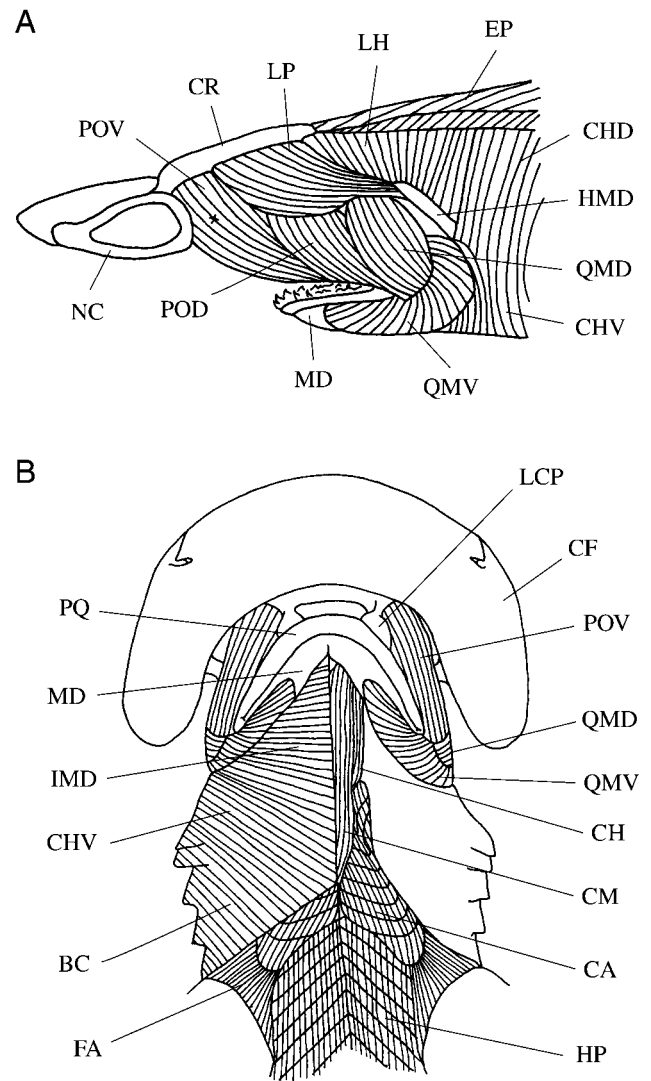 A
EP
LH
LP
CR
POV
CHD
HMD
QMD
CHV
NC
POD
MD
QMV
B
LCP
CF
PQ
POV
MD
QMD
IMD
QMV
CHV
CH
CM
BC
CA
FA
HP